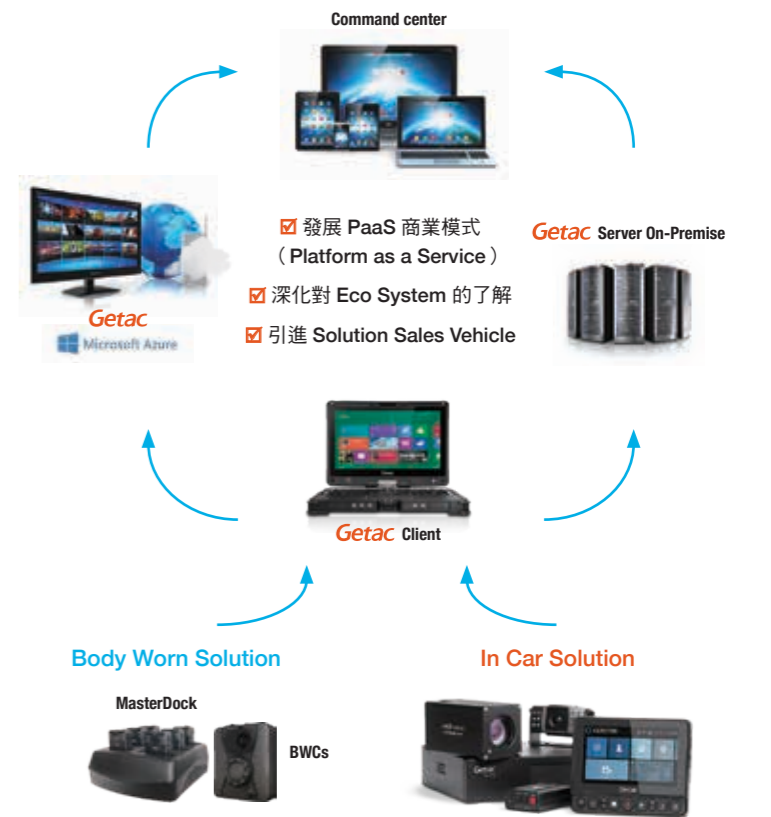 Command center
☑ 發展 PaaS 商業模式
（Platform as a Service）
☑ 深化對 Eco System 的了解
☑ 引進 Solution Sales Vehicle
Getac
Microsoft Azure
Getac Server On-Premise
Getac Client
Body Worn Solution
In Car Solution
MasterDock
BWCs
Getac